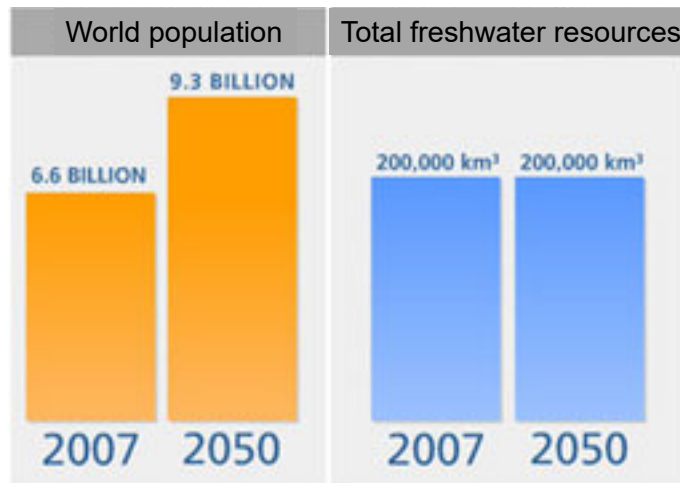 World population
9.3 BILLION
6.6 BILLION
2007 2050
Total freshwater resources
200,000 km³ 200,000 km³
2007 2050